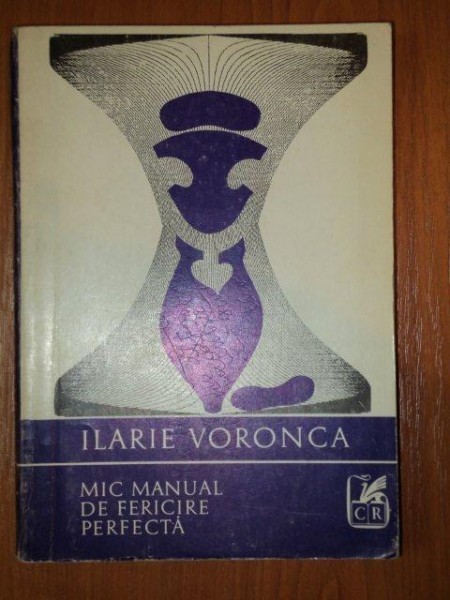 ILARIE VORONCA
MIC MANUAL
DE FERICIRE
PERFECTĂ
CR